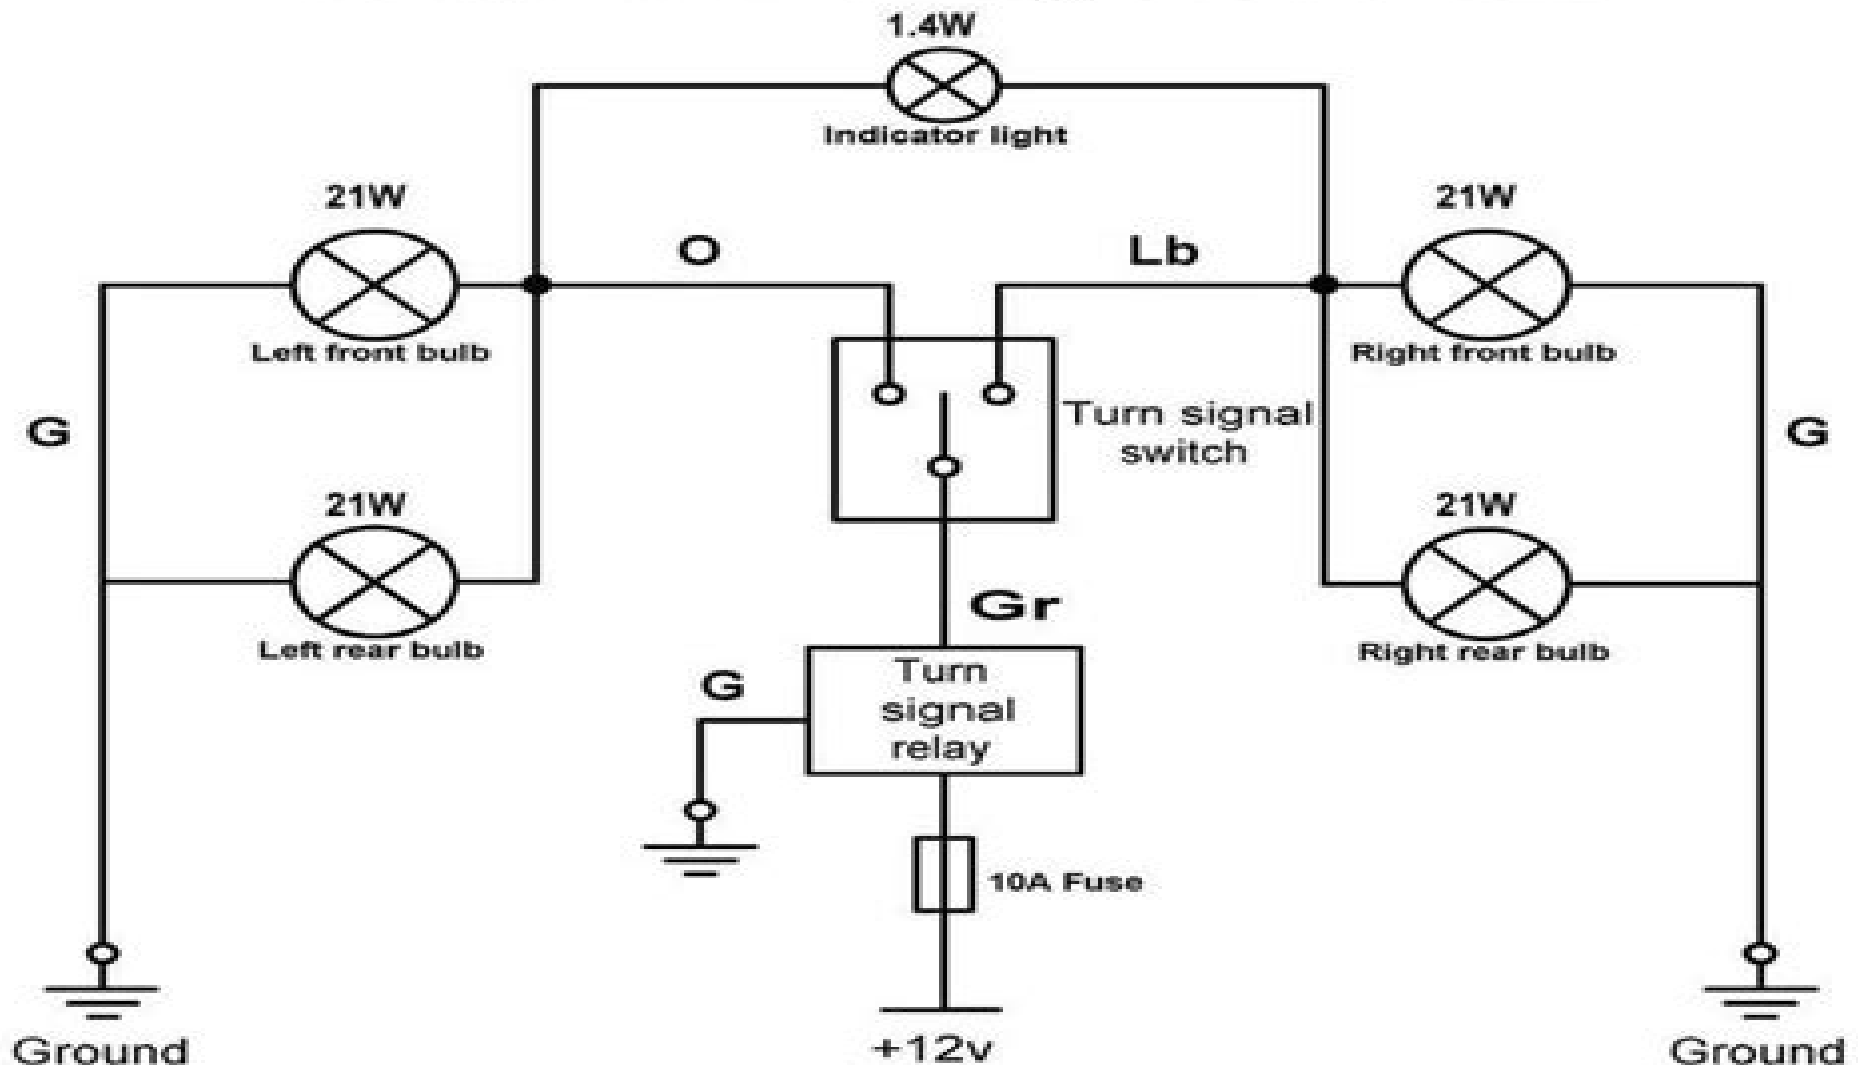 1.4W
Indicator light
21W
21W
O
Lb
Left front bulb
Right front bulb
Turn signal
switch
G
G
21W
21W
Gr
Left rear bulb
Right rear bulb
G
Turn
signal
relay
10A Fuse
Ground
+12v
Ground